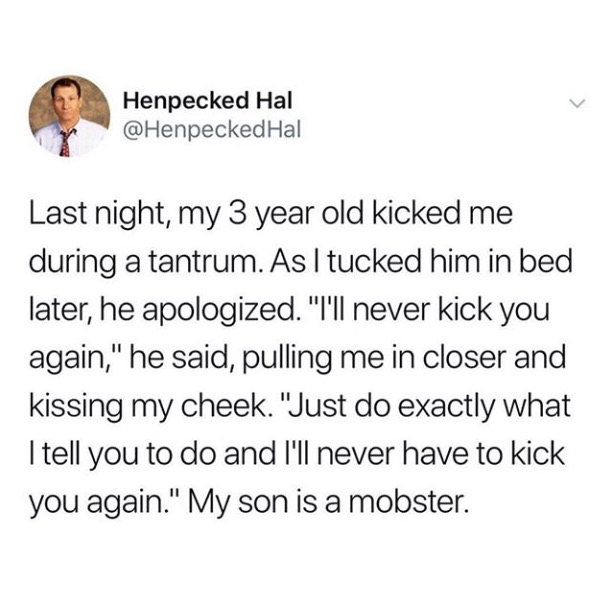 Henpecked Hal
@HenpeckedHal
Last night, my 3 year old kicked me
during a tantrum. As I tucked him in bed
later, he apologized. "I'll never kick you
again," he said, pulling me in closer and
kissing my cheek. "Just do exactly what
I tell you to do and I'll never have to kick
you again." My son is a mobster.